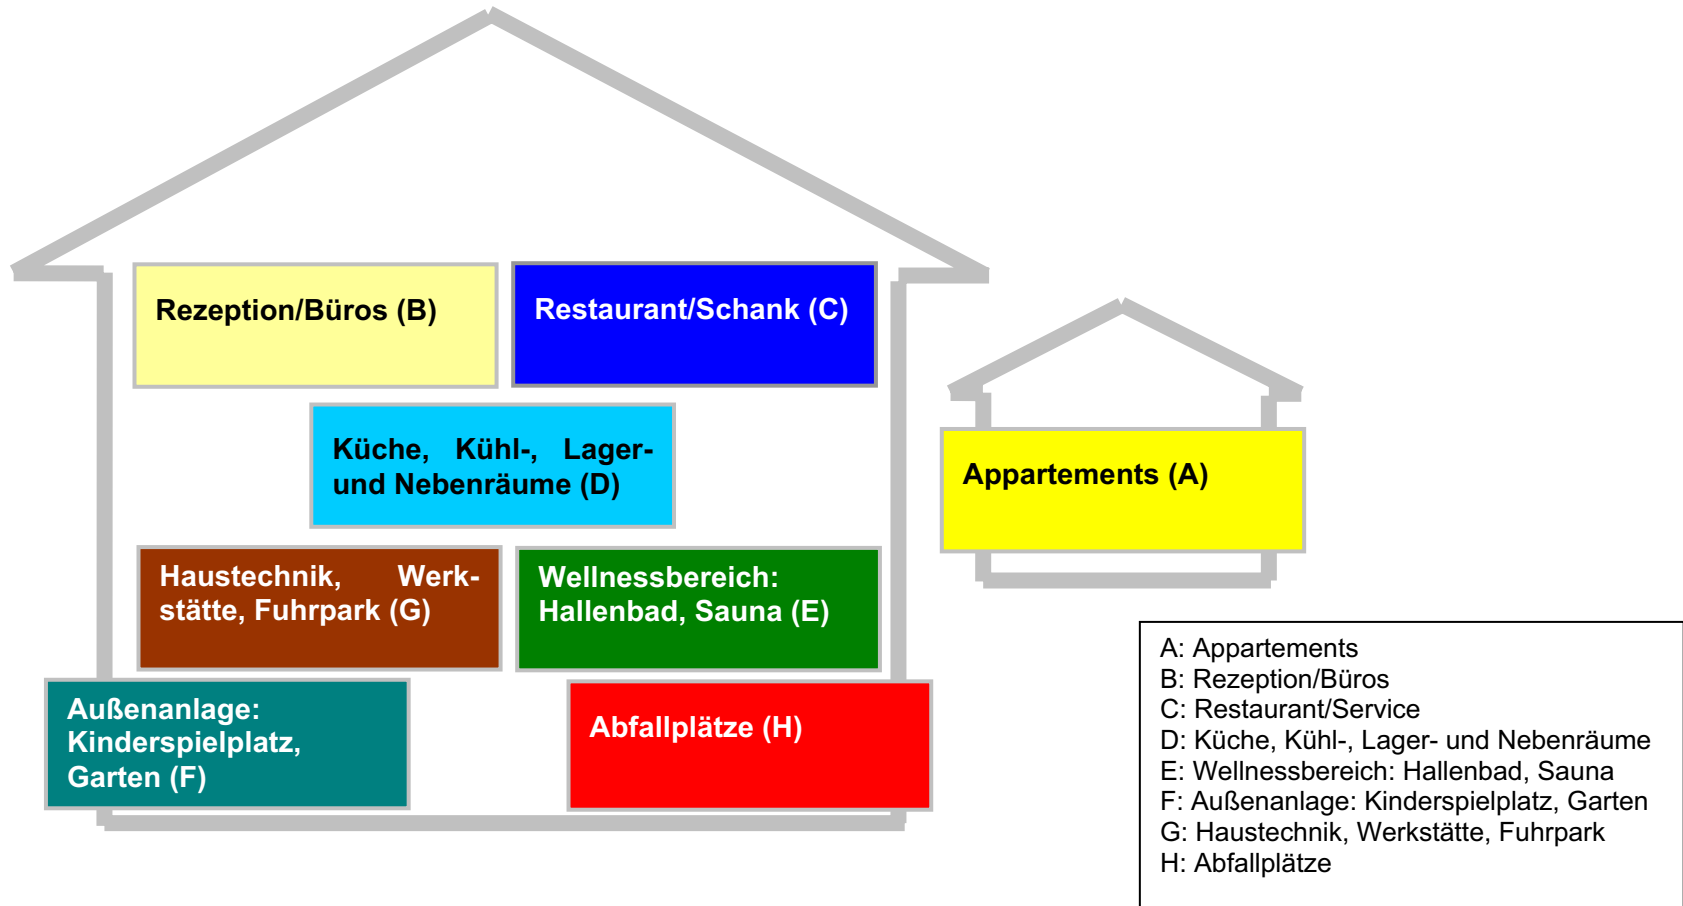 Rezeption/Büros (B)
Restaurant/Schank (C)
Küche, Kühl-, Lager-
und Nebenräume (D)
Appartements (A)
Haustechnik, Werk-
stätte, Fuhrpark (G)
Wellnessbereich:
Hallenbad, Sauna (E)
Außenanlage:
Kinderspielplatz,
Garten (F)
Abfallplätze (H)
A: Appartements
B: Rezeption/Büros
C: Restaurant/Service
D: Küche, Kühl-, Lager- und Nebenräume
E: Wellnessbereich: Hallenbad, Sauna
F: Außenanlage: Kinderspielplatz, Garten
G: Haustechnik, Werkstätte, Fuhrpark
H: Abfallplätze